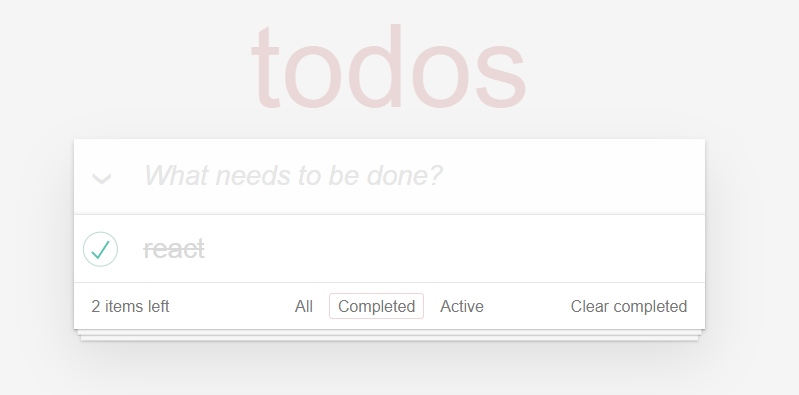 todos
What needs to be done?
react
2 items left All Completed Active Clear completed